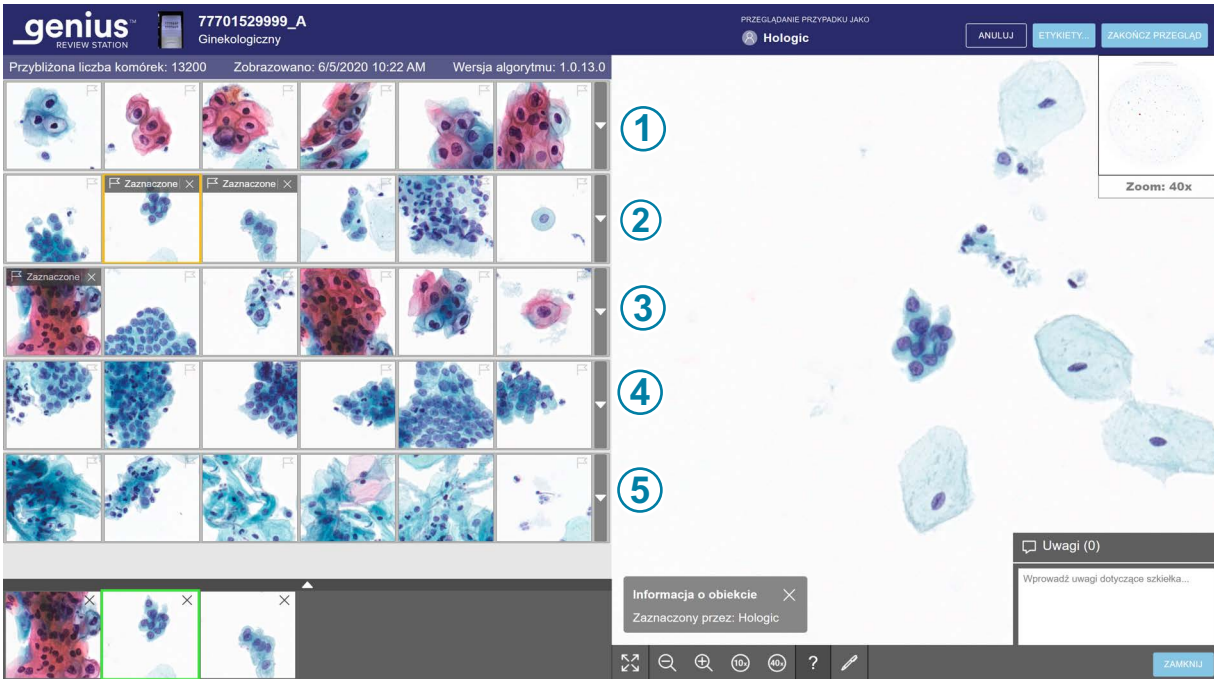 genius™
REVIEW STATION
77701529999_A
Ginekologiczny
PRZEGLĄDANIE PRZYPADKU JAKO
Hologic
ANULUJ
ETYKIETY...
ZAKOŃCZ PRZEGLĄD
Przybliżona liczba komórek: 13200
Zobrazowano: 6/5/2020 10:22 AM
Wersja algorytmu: 1.0.13.0
Zoom: 40x
1
Zaznaczone
Zaznaczone
2
Zaznaczone
3
4
5
Uwagi (0)
Wprowadź uwagi dotyczące szkiełka...
Informacja o obiekcie
Zaznaczony przez: Hologic
10x
40x
?
ZAMKNIJ